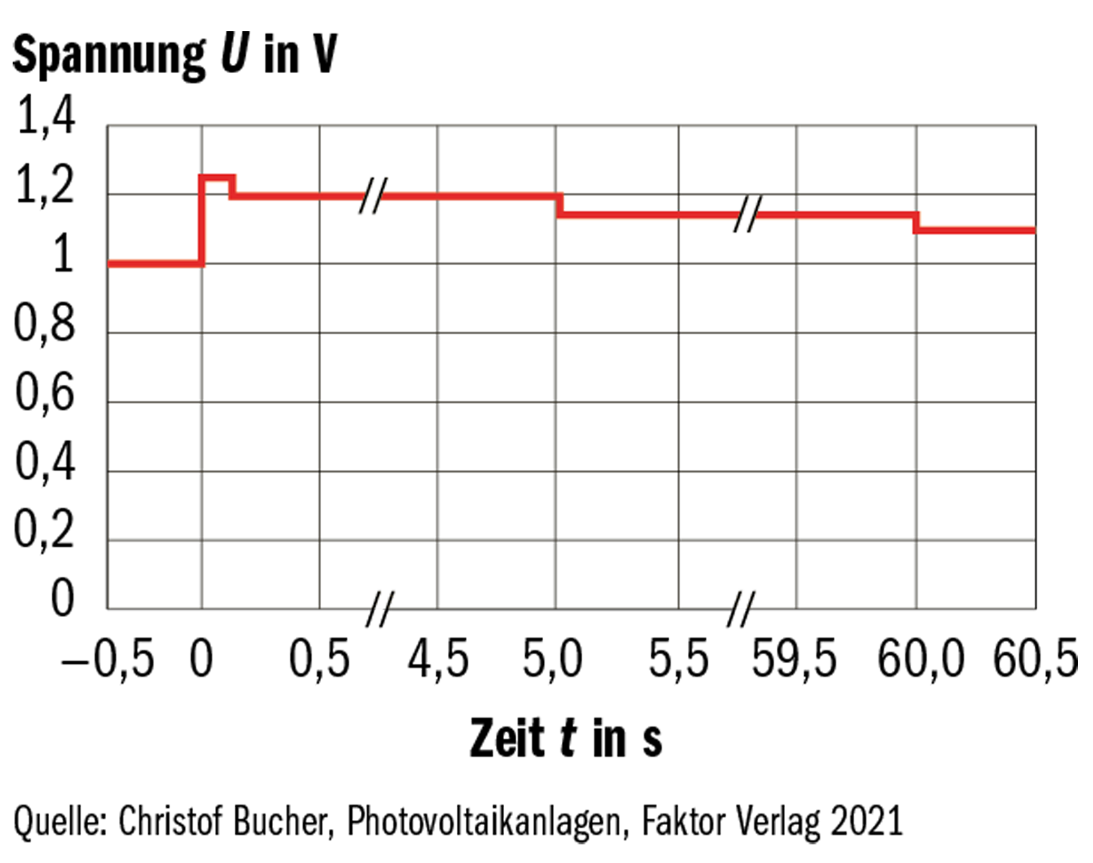 Spannung U in V
1,4
1,2
1
0,8
0,6
0,4
0,2
0
−0,5 0 0,5 4,5 5,0 5,5 59,5 60,0 60,5
Zeit t in s
Quelle: Christof Bucher, Photovoltaikanlagen, Faktor Verlag 2021